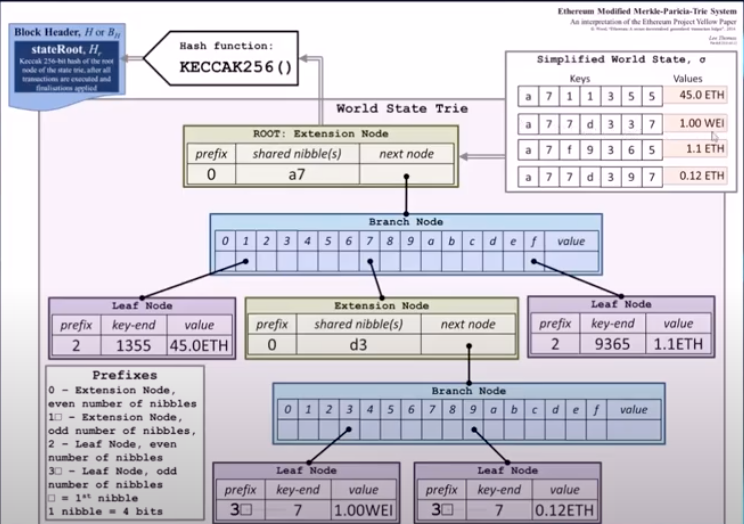 Ethereum Modified Merkle-Paricia-Trie System
An interpretation of the Ethereum Project Yellow Paper
Block Header, H or B_H
stateRoot, H_r
Keccak 256-bit hash of the root
node of the state trie, after all
transactions are executed and
finalisations applied
Hash function:
KECCAK256()
Simplified World State, σ
Keys Values
a 7 1 1 3 5 5 45.0 ETH
a 7 7 d 3 3 7 1.00 WEI
a 7 f 9 3 6 5 1.1 ETH
a 7 7 d 3 9 7 0.12 ETH
World State Trie
ROOT: Extension Node
prefix shared nibble(s) next node
0 a7
Branch Node
0 1 2 3 4 5 6 7 8 9 a b c d e f value
Leaf Node
prefix key-end value
2 1355 45.0ETH
Extension Node
prefix shared nibble(s) next node
0 d3
Leaf Node
prefix key-end value
2 9365 1.1ETH
Prefixes
0 - Extension Node,
even number of nibbles
1□ - Extension Node,
odd number of nibbles,
2 - Leaf Node, even
number of nibbles
3□ - Leaf Node, odd
number of nibbles
□ = 1st nibble
1 nibble = 4 bits
Branch Node
0 1 2 3 4 5 6 7 8 9 a b c d e f value
Leaf Node
prefix key-end value
3□ 7 1.00WEI
Leaf Node
prefix key-end value
3□ 7 0.12ETH